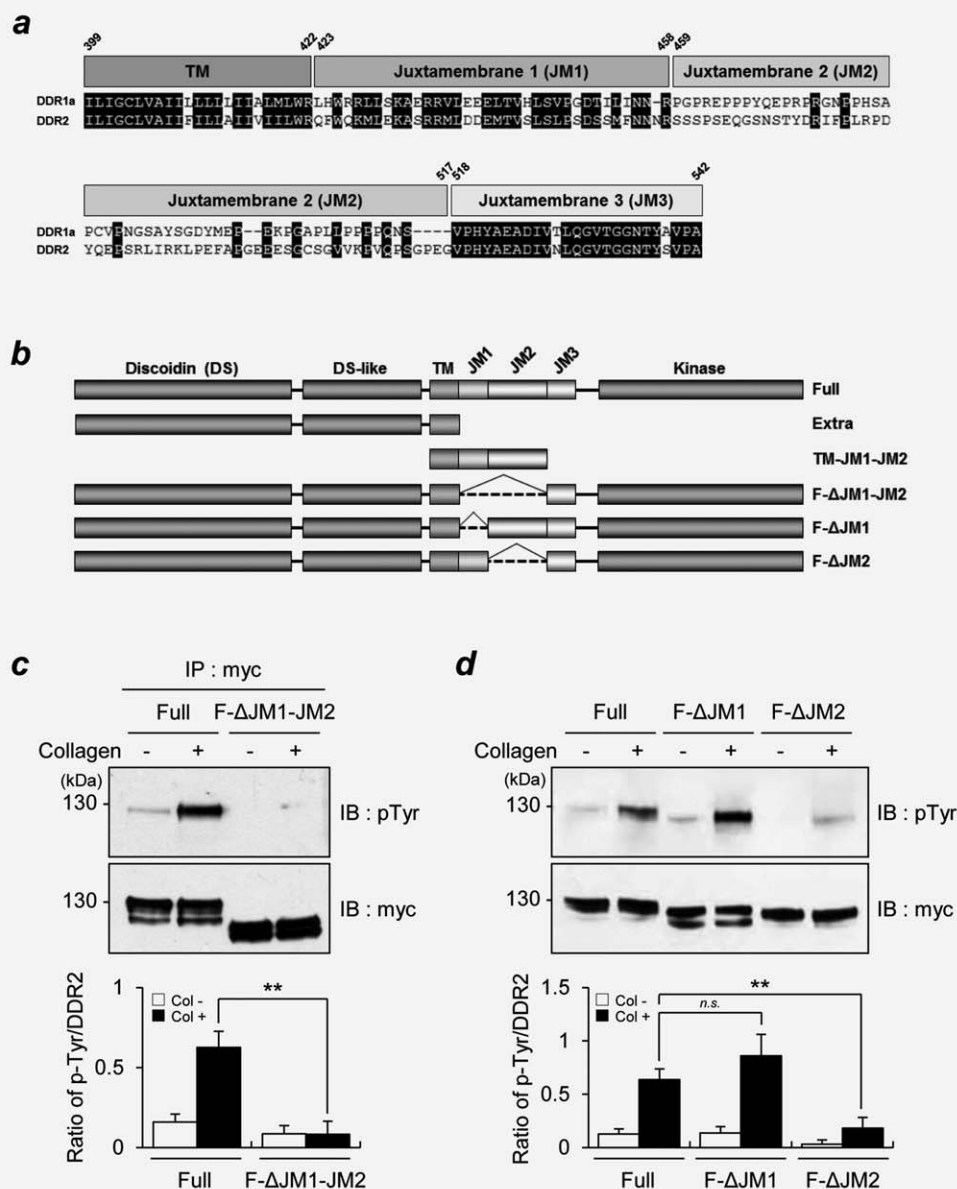 a
399 422 423 458 459
TM Juxtamembrane 1 (JM1) Juxtamembrane 2 (JM2)
DDR1a ILIGCLVAIILLLLLIIALMLWRLHWRRLLSKAERRVLEEELTVHLSVPGDTILINN-RPGPREPPPYQEPRPRGNPPHSA
DDR2 ILIGCLVAIIFILLAIIVIILWRQFWQKMLEKASRRMLDDEMTVSLSLPSDSSMFNNNRSSSPSEQGSNSTYDRIFPLRPD
517 518 542
Juxtamembrane 2 (JM2) Juxtamembrane 3 (JM3)
DDR1a PCVPNGSAYSGDYMEP--EKPGAPLLPPPPQNS----VPHYAEADIVTLQGVTGGNTYAVPA
DDR2 YQEPSRLIRKLPEFAPGEEESGCSGVVKPVQPSGPEGVPHYAEADIVNLQGVTGGNTYSVPA
b
Discoidin (DS) DS-like TM JM1 JM2 JM3 Kinase
Full
Extra
TM-JM1-JM2
F-ΔJM1-JM2
F-ΔJM1
F-ΔJM2
c
IP : myc
Full F-ΔJM1-JM2
Collagen - + - +
(kDa)
130
IB : pTyr
130
IB : myc
Ratio of p-Tyr/DDR2
1
0.5
0
Col -
Col +
**
Full F-ΔJM1-JM2
d
Full F-ΔJM1 F-ΔJM2
Collagen - + - + - +
(kDa)
130
IB : pTyr
130
IB : myc
Ratio of p-Tyr/DDR2
1.5
1
0.5
0
Col -
Col +
**
n.s.
Full F-ΔJM1 F-ΔJM2